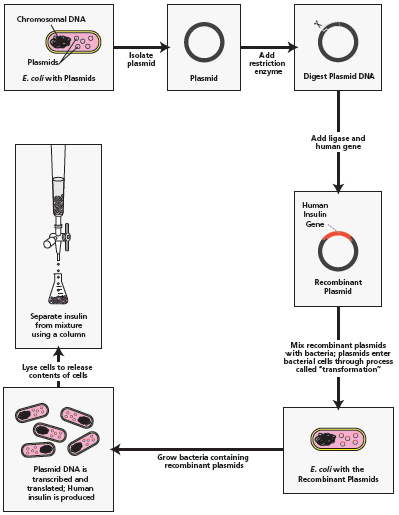 Chromosomal DNA
Plasmids
E. coli with Plasmids
Isolate
plasmid
Plasmid
Add
restriction
enzyme
Digest Plasmid DNA
Add ligase and
human gene
Human
Insulin
Gene
Recombinant
Plasmid
Mix recombinant plasmids
with bacteria; plasmids enter
bacterial cells through process
called "transformation"
E. coli with the
Recombinant Plasmids
Grow bacteria containing
recombinant plasmids
Plasmid DNA is
transcribed and
translated; Human
insulin is produced
Lyse cells to release
contents of cells
Separate insulin
from mixture
using a column